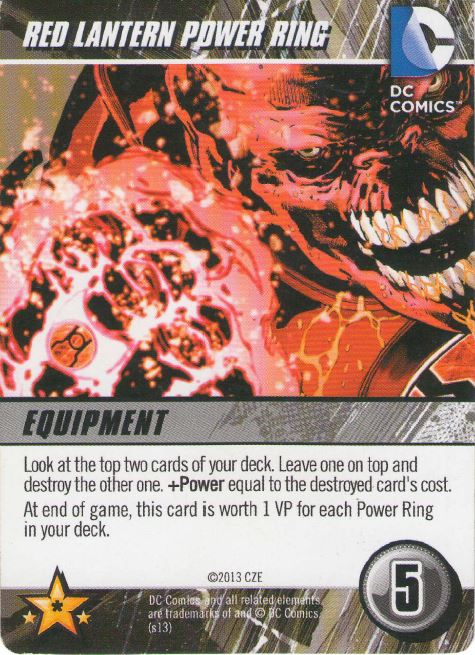 RED LANTERN POWER RING
DC
COMICS™
EQUIPMENT
Look at the top two cards of your deck. Leave one on top and
destroy the other one. +Power equal to the destroyed card's cost.
At end of game, this card is worth 1 VP for each Power Ring
in your deck.
©2013 CZE
*
DC Comics and all related elements
are trademarks of and © DC Comics.
(s13)
5